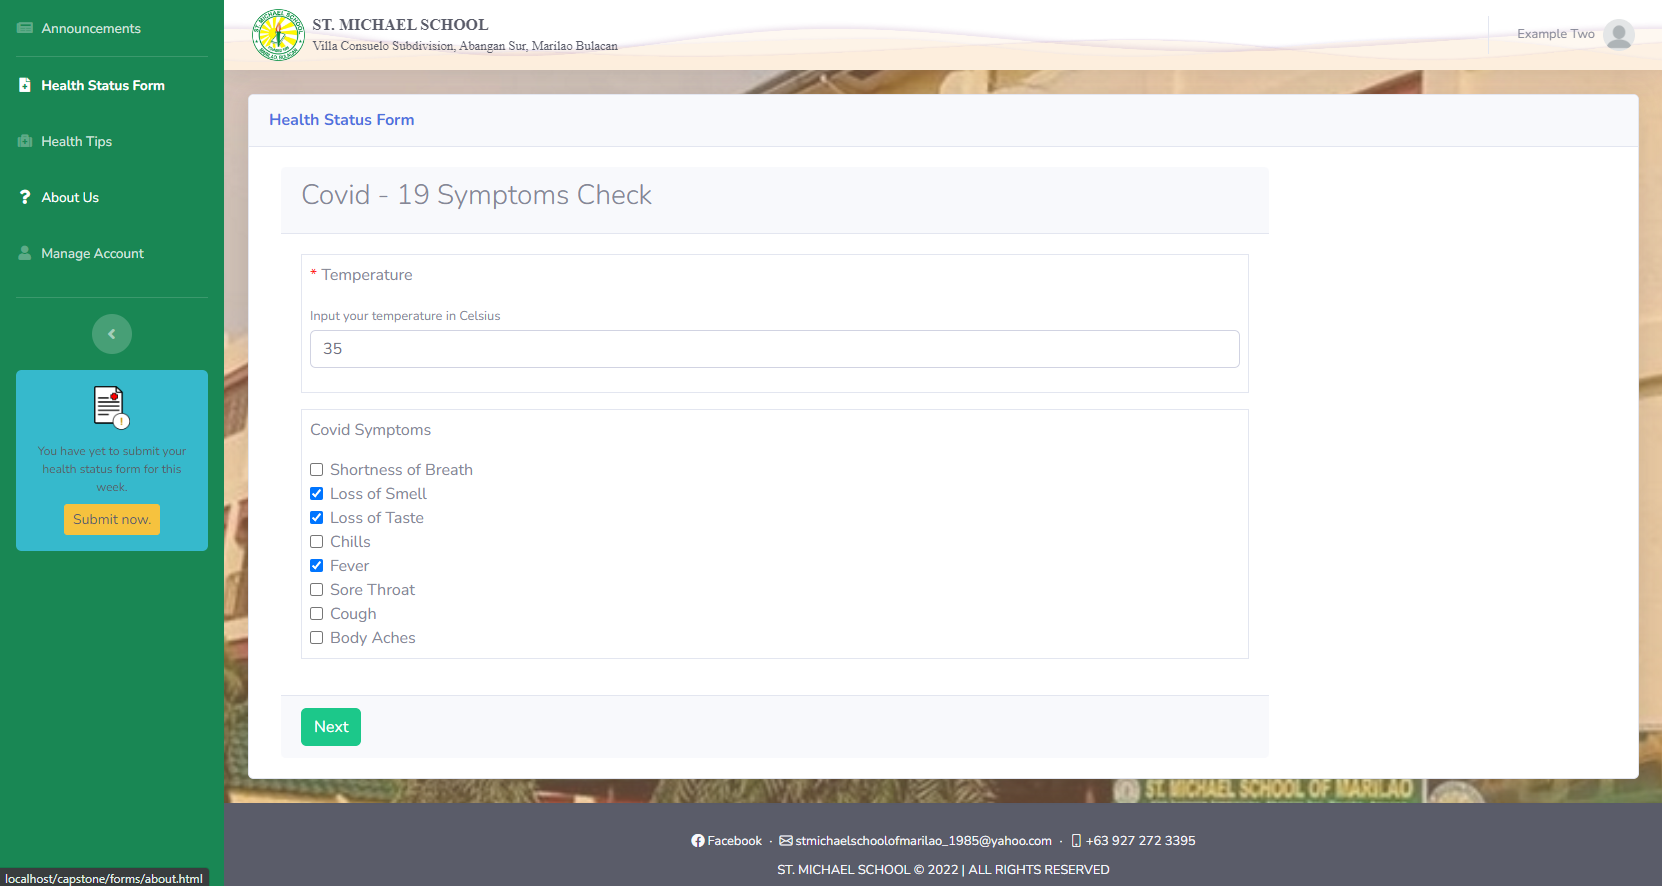 Announcements
Health Status Form
Health Tips
? About Us
Manage Account
You have yet to submit your
health status form for this
week.
Submit now.
localhost/capstone/forms/about.html
ST. MICHAEL SCHOOL
Villa Consuelo Subdivision, Abangan Sur, Marilao Bulacan
Example Two
Health Status Form
Covid - 19 Symptoms Check
* Temperature
Input your temperature in Celsius
35
Covid Symptoms
Shortness of Breath
Loss of Smell
Loss of Taste
Chills
Fever
Sore Throat
Cough
Body Aches
Next
ST. MICHAEL SCHOOL OF MARILAO
Facebook · stmichaelschoolofmarilao_1985@yahoo.com · +63 927 272 3395
ST. MICHAEL SCHOOL © 2022 | ALL RIGHTS RESERVED